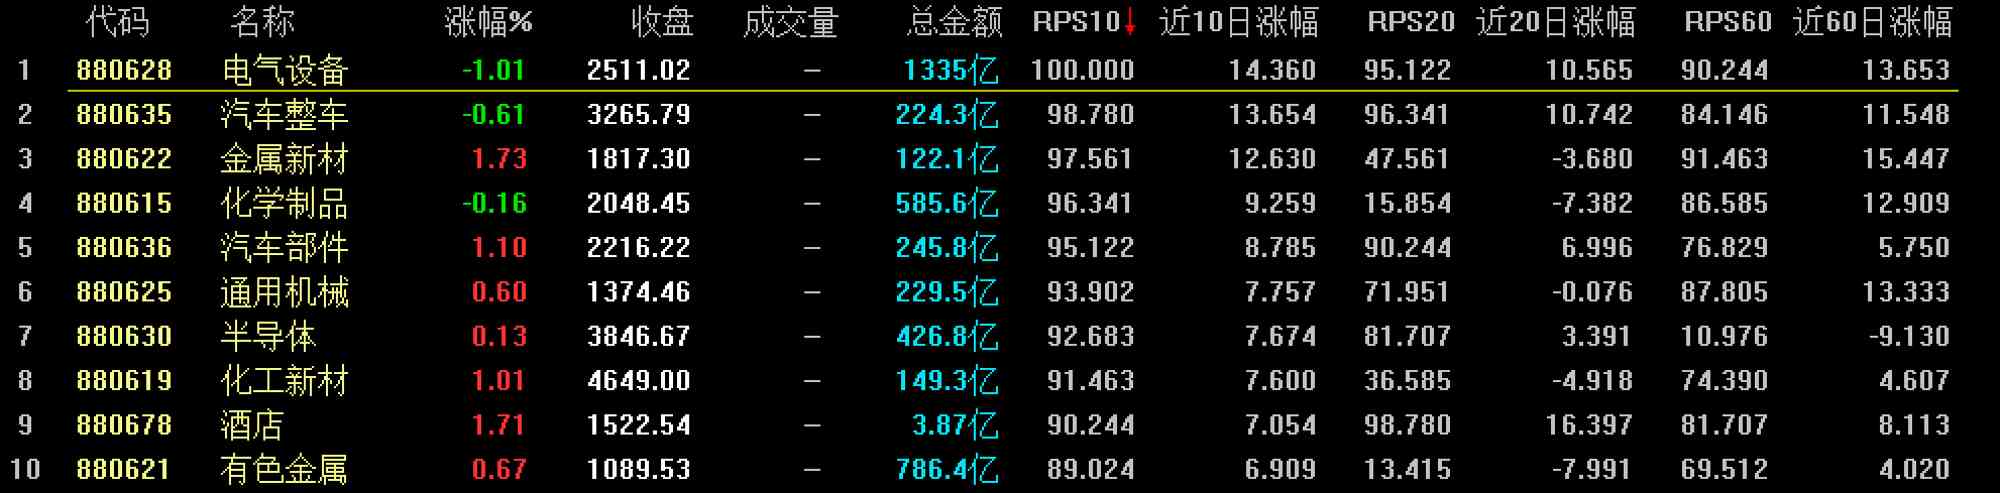 代码 名称 涨幅% 收盘 成交量 总金额 RPS10↓ 近10日涨幅 RPS20 近20日涨幅 RPS60 近60日涨幅
1 880628 电气设备 -1.01 2511.02 – 1335亿 100.000 14.360 95.122 10.565 90.244 13.653
2 880635 汽车整车 -0.61 3265.79 – 224.3亿 98.780 13.654 96.341 10.742 84.146 11.548
3 880622 金属新材 1.73 1817.30 – 122.1亿 97.561 12.630 47.561 -3.680 91.463 15.447
4 880615 化学制品 -0.16 2048.45 – 585.6亿 96.341 9.259 15.854 -7.382 86.585 12.909
5 880636 汽车部件 1.10 2216.22 – 245.8亿 95.122 8.785 90.244 6.996 76.829 5.750
6 880625 通用机械 0.60 1374.46 – 229.5亿 93.902 7.757 71.951 -0.076 87.805 13.333
7 880630 半导体 0.13 3846.67 – 426.8亿 92.683 7.674 81.707 3.391 10.976 -9.130
8 880619 化工新材 1.01 4649.00 – 149.3亿 91.463 7.600 36.585 -4.918 74.390 4.607
9 880678 酒店 1.71 1522.54 – 3.87亿 90.244 7.054 98.780 16.397 81.707 8.113
10 880621 有色金属 0.67 1089.53 – 786.4亿 89.024 6.909 13.415 -7.991 69.512 4.020